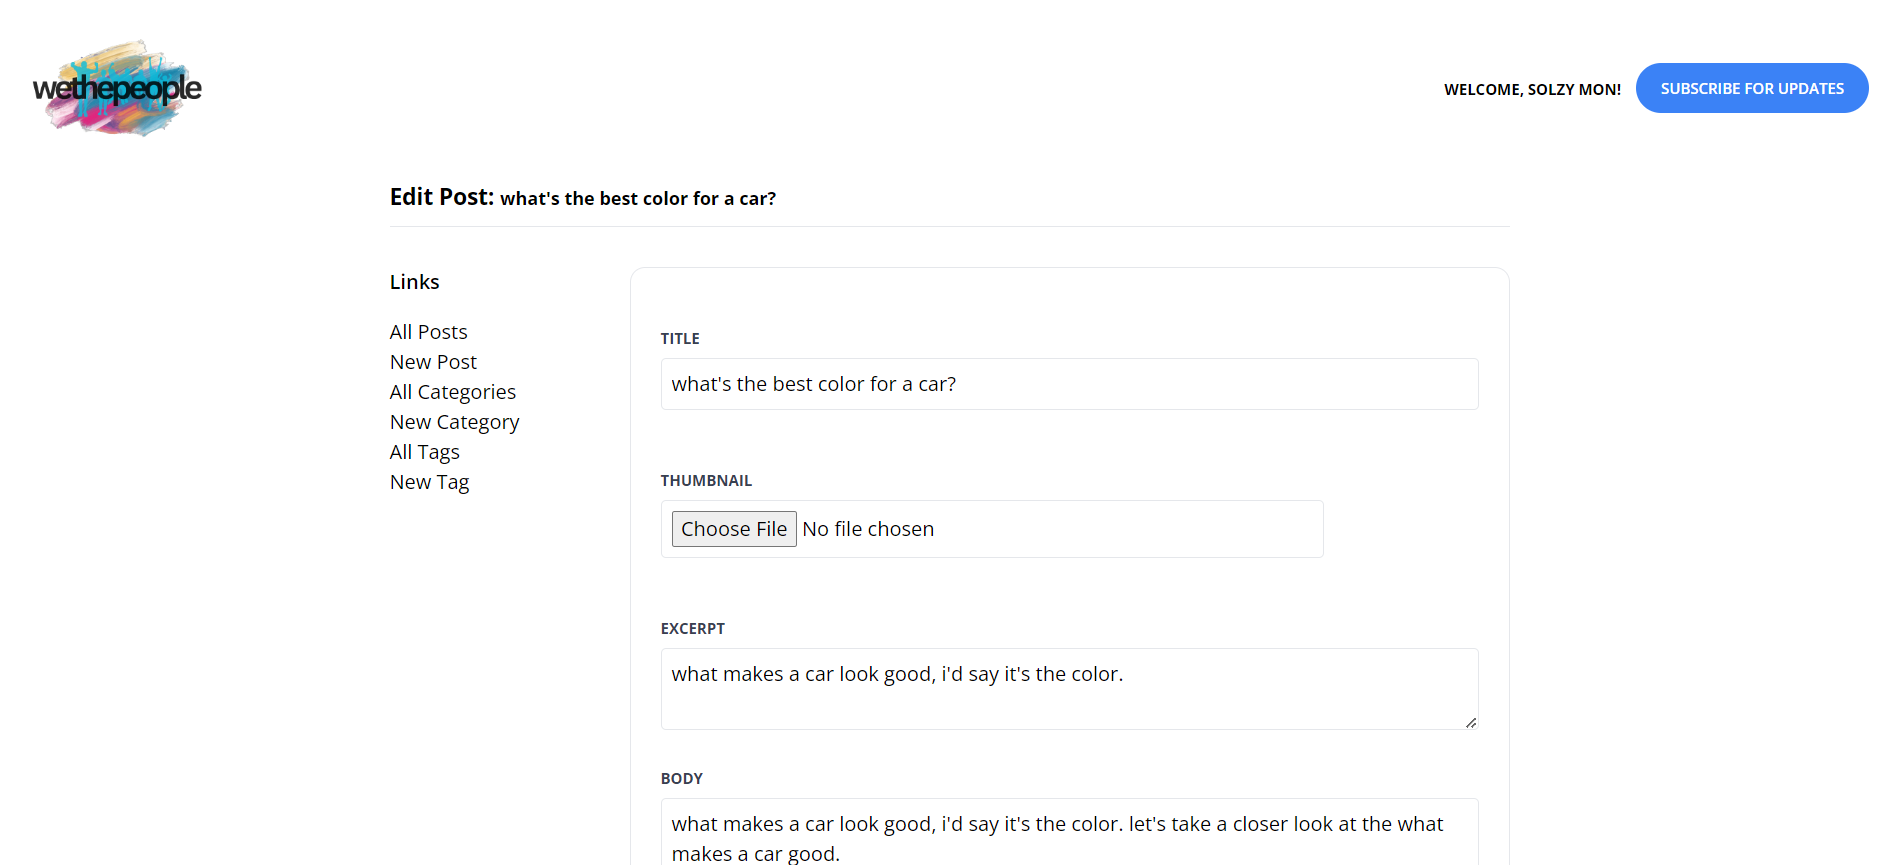 wethepeople
WELCOME, SOLZY MON!
SUBSCRIBE FOR UPDATES
Edit Post: what's the best color for a car?
Links
All Posts
New Post
All Categories
New Category
All Tags
New Tag
TITLE
what's the best color for a car?
THUMBNAIL
Choose File No file chosen
EXCERPT
what makes a car look good, i'd say it's the color.
BODY
what makes a car look good, i'd say it's the color. let's take a closer look at the what
makes a car good.